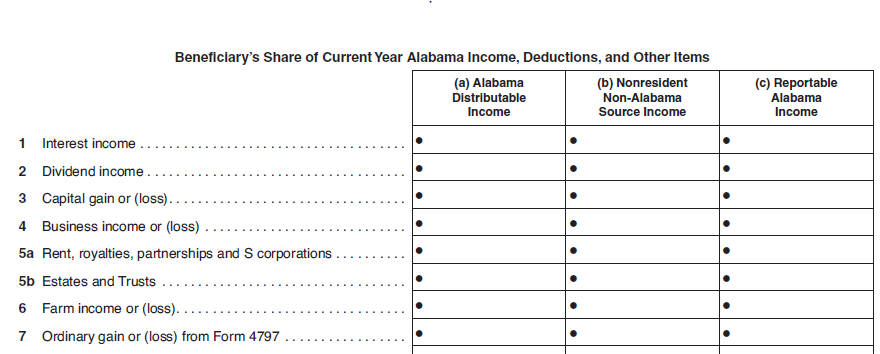 Beneficiary's Share of Current Year Alabama Income, Deductions, and Other Items
(a) Alabama
Distributable
Income
(b) Nonresident
Non-Alabama
Source Income
(c) Reportable
Alabama
Income
1 Interest income . . . . . . . . . . . . . . . . . . . . . . . . . . . . . . . . . . . . . ● ● ●
2 Dividend income . . . . . . . . . . . . . . . . . . . . . . . . . . . . . . . . . . . . ● ● ●
3 Capital gain or (loss). . . . . . . . . . . . . . . . . . . . . . . . . . . . . . . . . ● ● ●
4 Business income or (loss) . . . . . . . . . . . . . . . . . . . . . . . . . . . . ● ● ●
5a Rent, royalties, partnerships and S corporations . . . . . . . . . . ● ● ●
5b Estates and Trusts . . . . . . . . . . . . . . . . . . . . . . . . . . . . . . . . . . ● ● ●
6 Farm income or (loss). . . . . . . . . . . . . . . . . . . . . . . . . . . . . . . . ● ● ●
7 Ordinary gain or (loss) from Form 4797 . . . . . . . . . . . . . . . . . ● ● ●